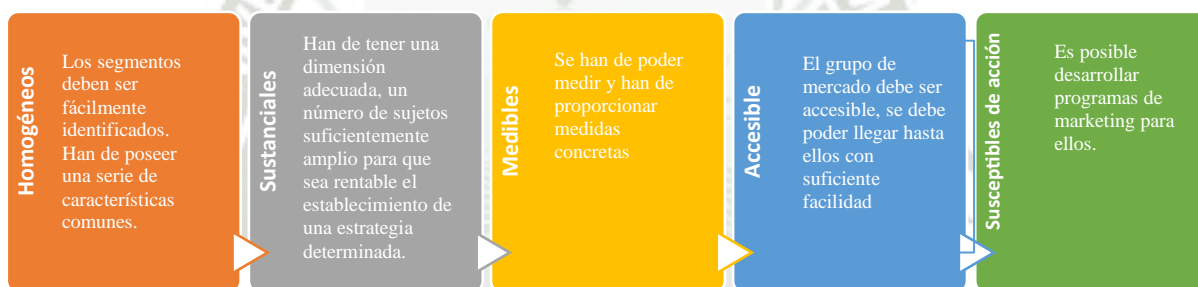 Homogéneos
Los segmentos
deben ser
fácilmente
identificados.
Han de poseer
una serie de
características
comunes.
Sustanciales
Han de tener una
dimensión
adecuada, un
número de sujetos
suficientemente
amplio para que
sea rentable el
establecimiento de
una estrategia
determinada.
Medibles
Se han de poder
medir y han de
proporcionar
medidas
concretas
Accesible
El grupo de
mercado debe ser
accesible, se debe
poder llegar hasta
ellos con
suficiente
facilidad
Susceptibles de acción
Es posible
desarrollar
programas de
marketing para
ellos.